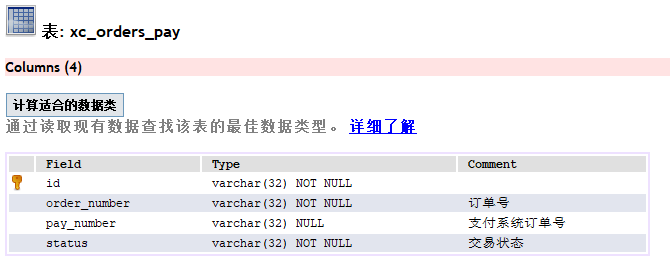 表: xc_orders_pay
Columns (4)
计算适合的数据类
通过读取现有数据查找该表的最佳数据类型。 详细了解
Field Type Comment
id varchar(32) NOT NULL
order_number varchar(32) NOT NULL 订单号
pay_number varchar(32) NULL 支付系统订单号
status varchar(32) NOT NULL 交易状态